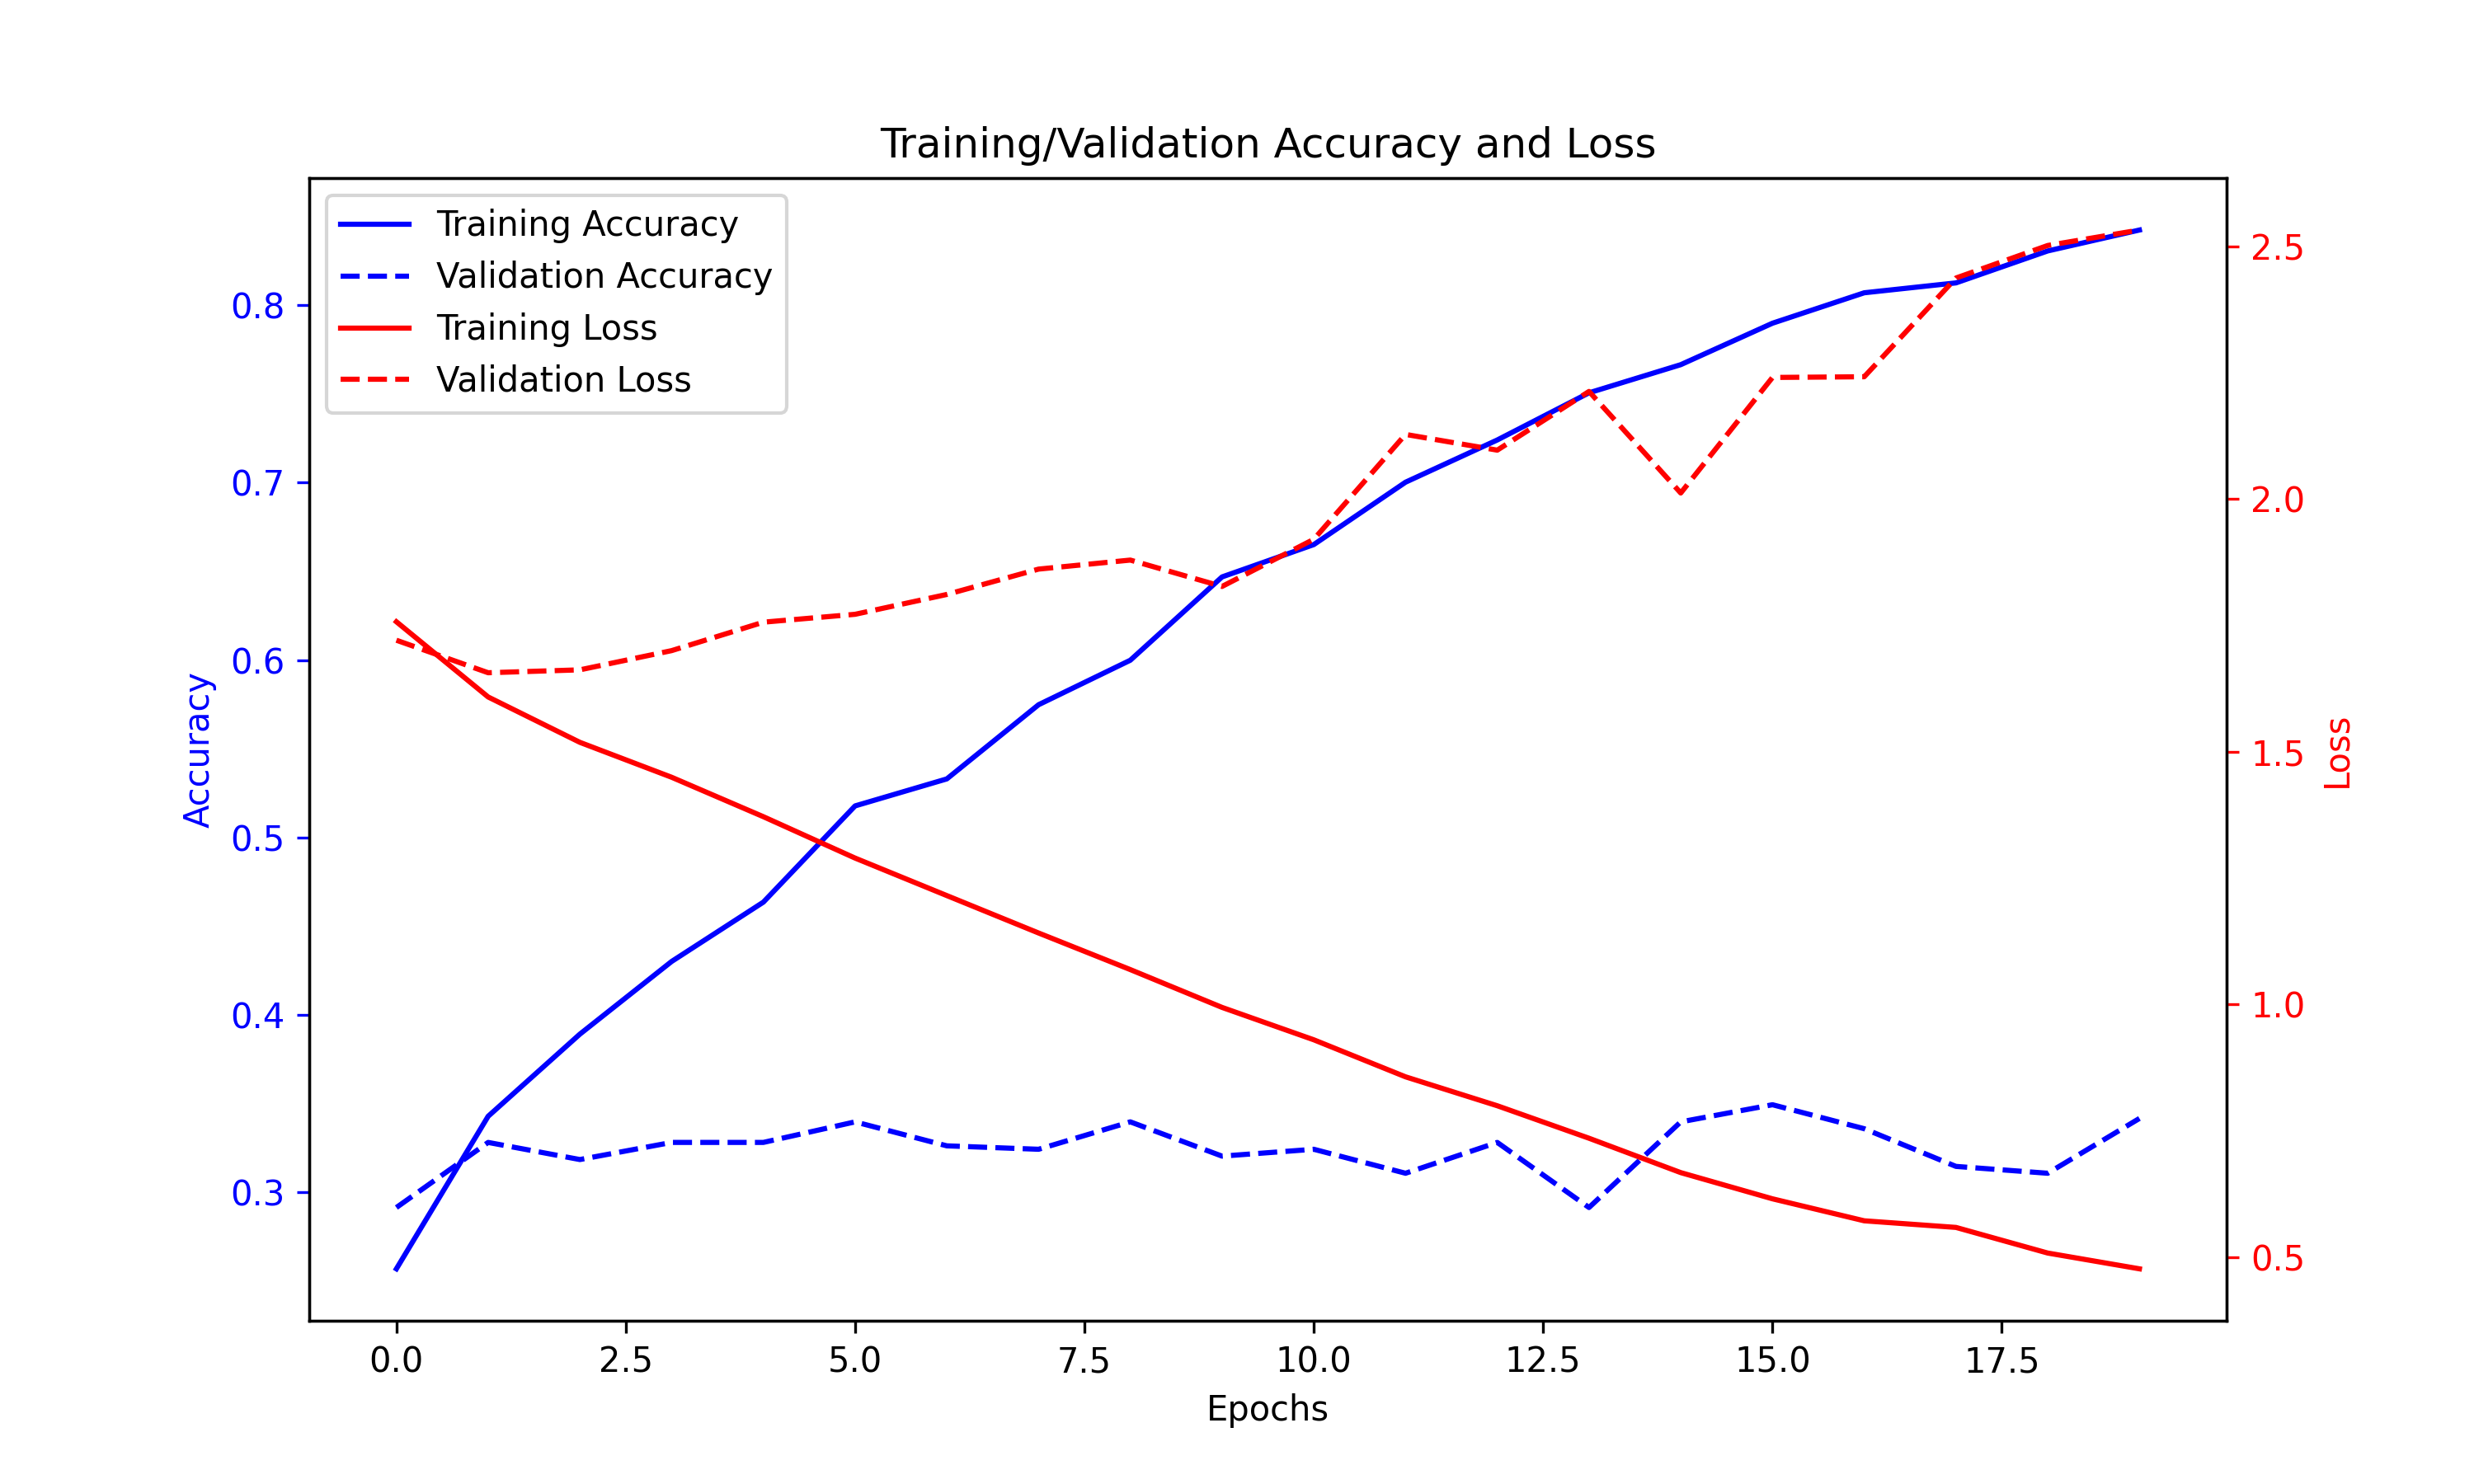 Training/Validation Accuracy and Loss
Training Accuracy
Validation Accuracy
Training Loss
Validation Loss
Accuracy
0.8
0.7
0.6
0.5
0.4
0.3
2.5
2.0
1.5
1.0
0.5
Loss
0.0 2.5 5.0 7.5 10.0 12.5 15.0 17.5
Epochs